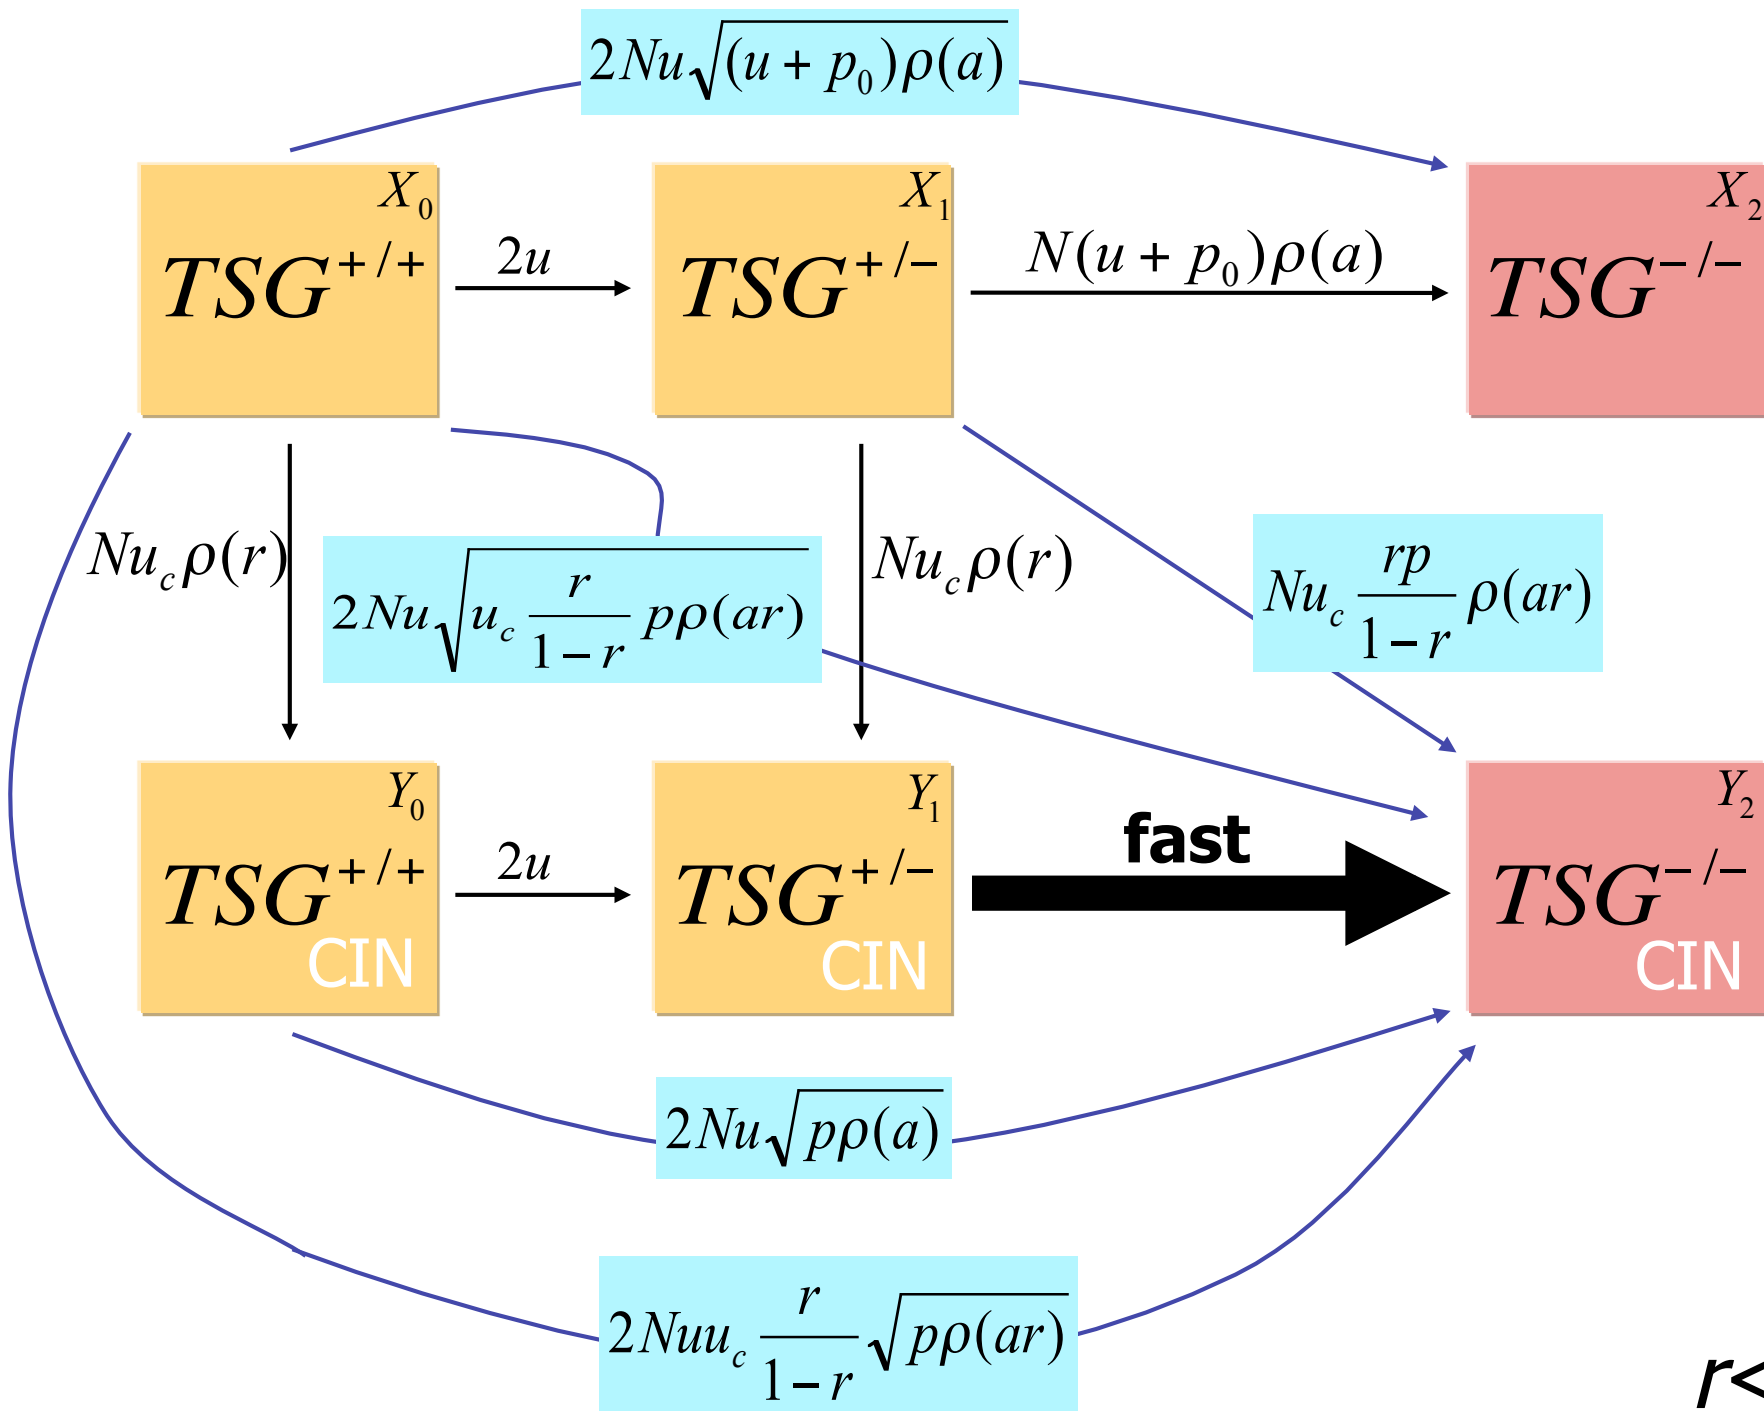 2Nu√((u + p₀)ρ(a))
X₀
TSG⁺/⁺
2u
X₁
TSG⁺/⁻
N(u + p₀)ρ(a)
X₂
TSG⁻/⁻
Nu_c ρ(r)
2Nu√(u_c r/(1−r) pρ(ar))
Nu_c ρ(r)
Nu_c rp/(1−r) ρ(ar)
Y₀
TSG⁺/⁺
CIN
2u
Y₁
TSG⁺/⁻
CIN
fast
Y₂
TSG⁻/⁻
CIN
2Nu√(pρ(a))
2Nuu_c r/(1−r) √(pρ(ar))
r<